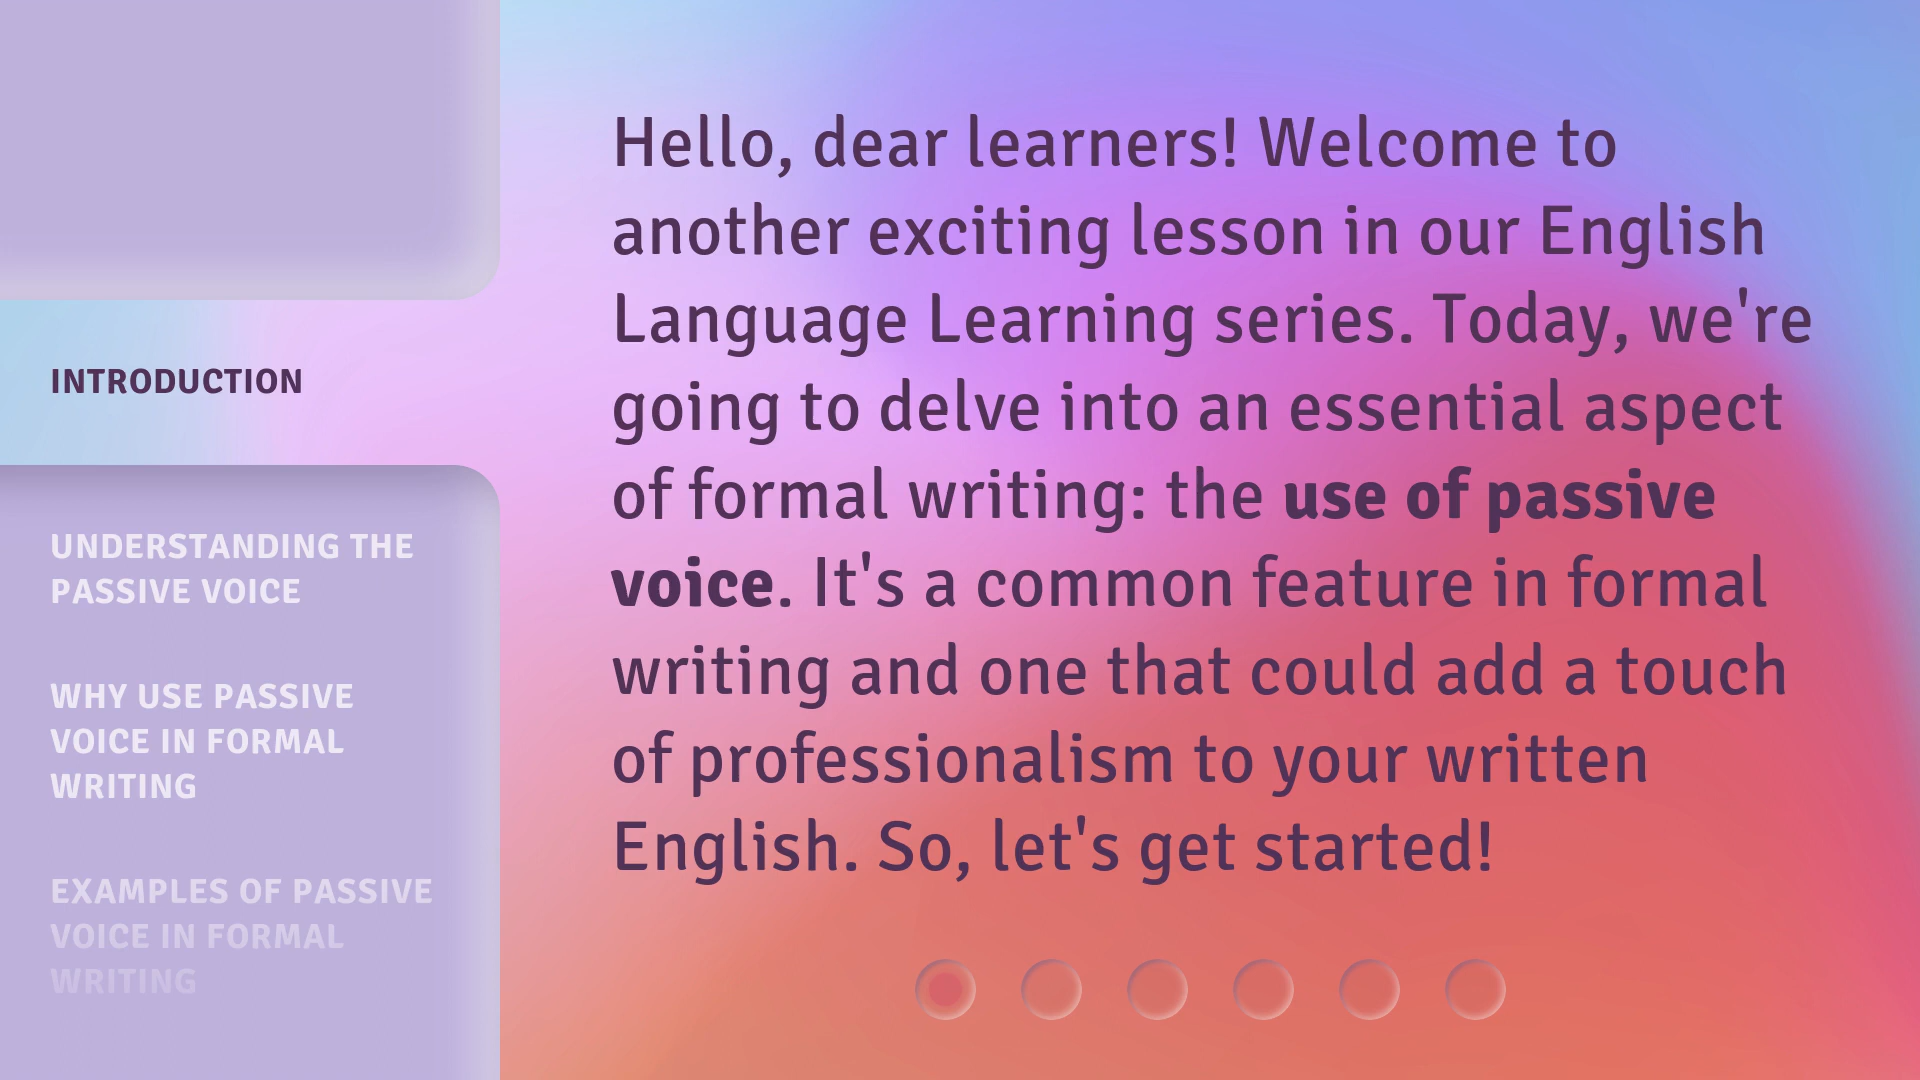 INTRODUCTION
UNDERSTANDING THE
PASSIVE VOICE
WHY USE PASSIVE
VOICE IN FORMAL
WRITING
EXAMPLES OF PASSIVE
VOICE IN FORMAL
WRITING
Hello, dear learners! Welcome to
another exciting lesson in our English
Language Learning series. Today, we're
going to delve into an essential aspect
of formal writing: the use of passive
voice. It's a common feature in formal
writing and one that could add a touch
of professionalism to your written
English. So, let's get started!